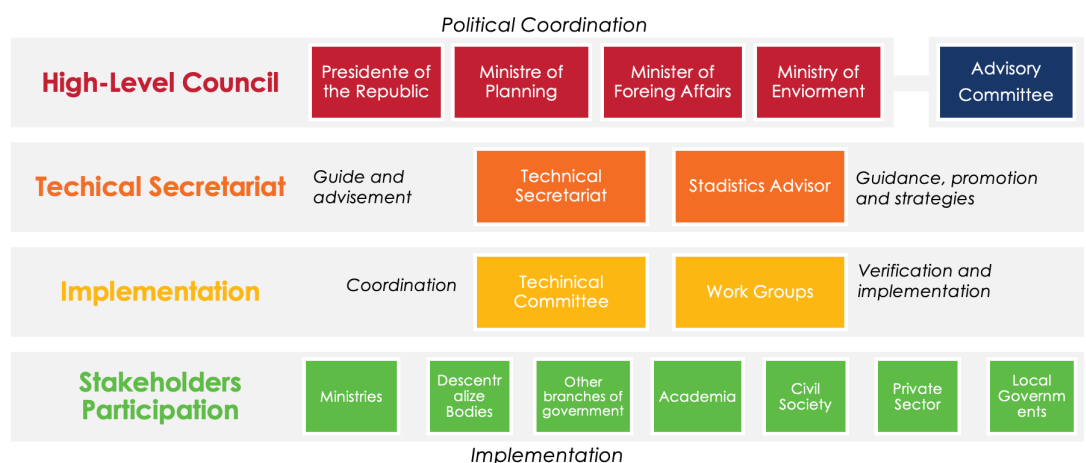 Political Coordination
High-Level Council
Presidente of
the Republic
Ministre of
Planning
Minister of
Foreing Affairs
Ministry of
Enviorment
Advisory
Committee
Techical Secretariat
Guide and
advisement
Technical
Secretariat
Stadistics Advisor
Guidance, promotion
and strategies
Implementation
Coordination
Techinical
Committee
Work Groups
Verification and
implementation
Stakeholders
Participation
Ministries
Descentr
alize
Bodies
Other
branches of
government
Academia
Civil
Society
Private
Sector
Local
Governm
ents
Implementation